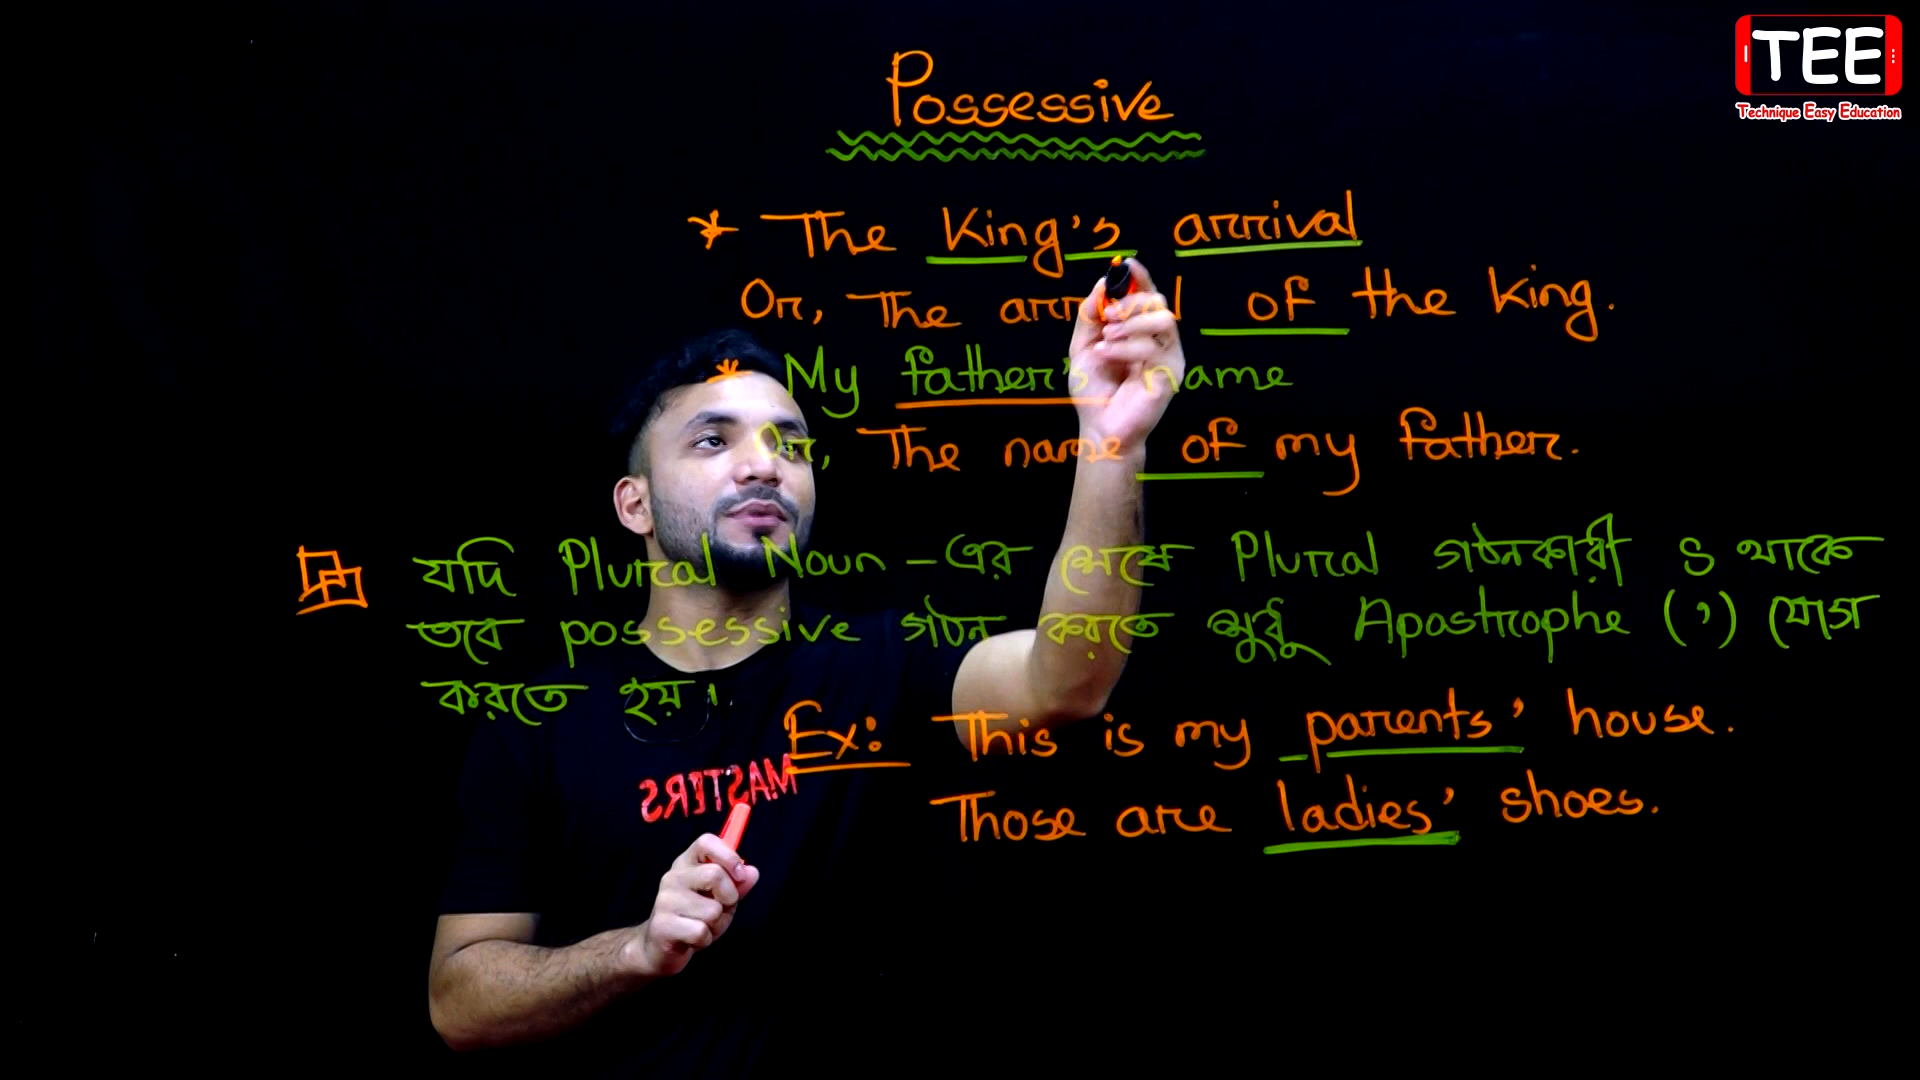 TEE
Technique Easy Education
Possessive
* The King's arrival
Or, The arrival of the king.
* My father's name
Or, The name of my father.
যদি Plural Noun - এর শেষে Plural গঠনকারী s থাকে
তবে possessive গঠন করতে শুধু Apostrophe (') যোগ
করতে হয়।
Ex: This is my parents' house.
Those are ladies' shoes.
MASTERS